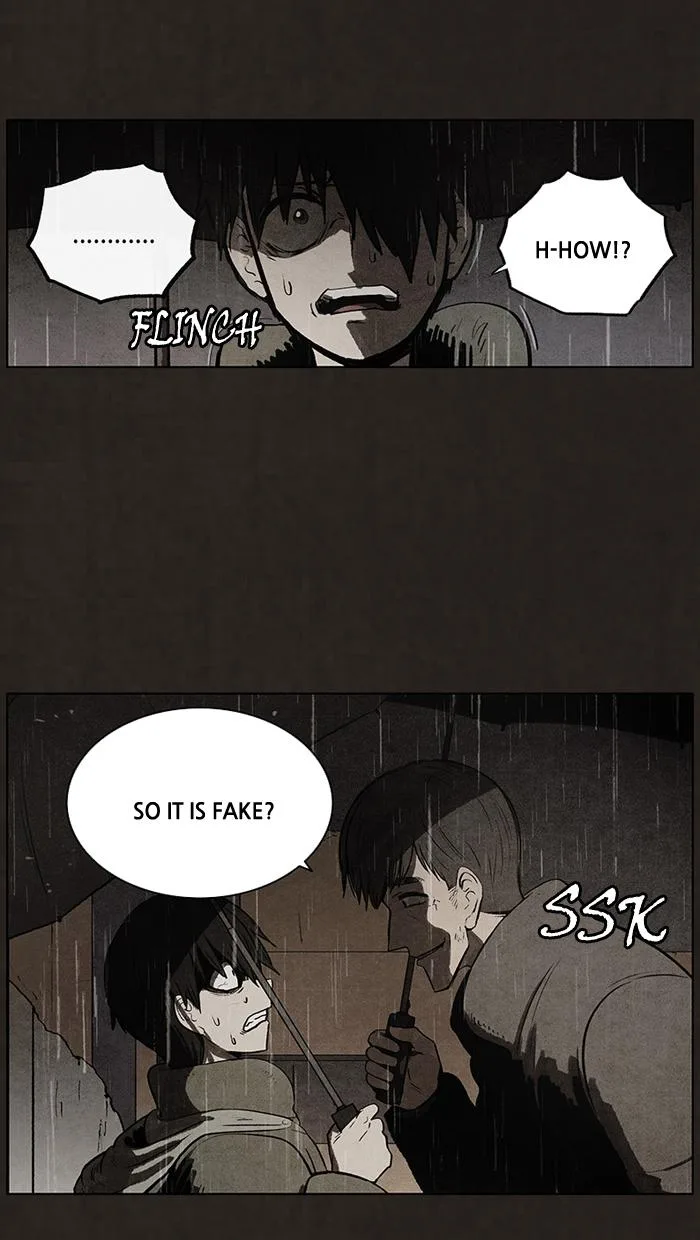 ............
H-HOW!?
FLINCH
SO IT IS FAKE?
SSK